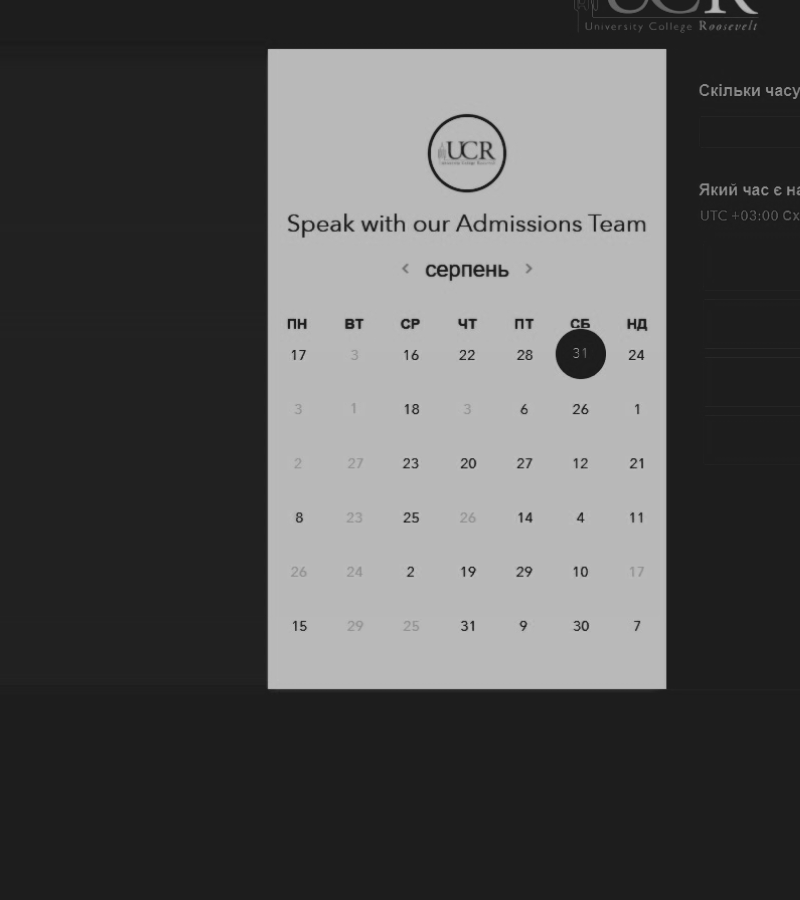 UCR
University College Roosevelt
Скільки часу
UCR
Speak with our Admissions Team
Який час є на
UTC +03:00 Сх
‹ серпень ›
ПН ВТ СР ЧТ ПТ СБ НД
17 3 16 22 28 31 24
3 1 18 3 6 26 1
2 27 23 20 27 12 21
8 23 25 26 14 4 11
26 24 2 19 29 10 17
15 29 25 31 9 30 7